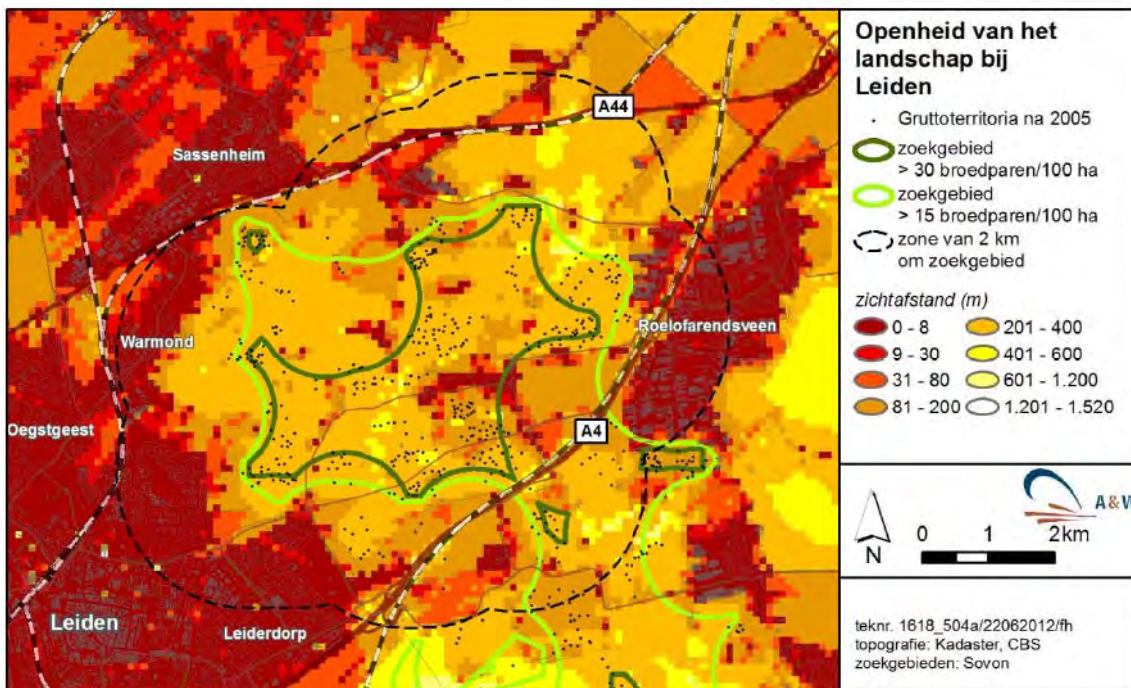 A44
Sassenheim
Warmond
Roelofarendsveen
Oegstgeest
A4
Leiden
Leiderdorp
Openheid van het
landschap bij
Leiden
Gruttoterritoria na 2005
zoekgebied
> 30 broedparen/100 ha
zoekgebied
> 15 broedparen/100 ha
zone van 2 km
om zoekgebied
zichtafstand (m)
0 - 8 201 - 400
9 - 30 401 - 600
31 - 80 601 - 1.200
81 - 200 1.201 - 1.520
A&W
N
0 1 2km
teknr. 1618_504a/22062012/fh
topografie: Kadaster, CBS
zoekgebieden: Sovon